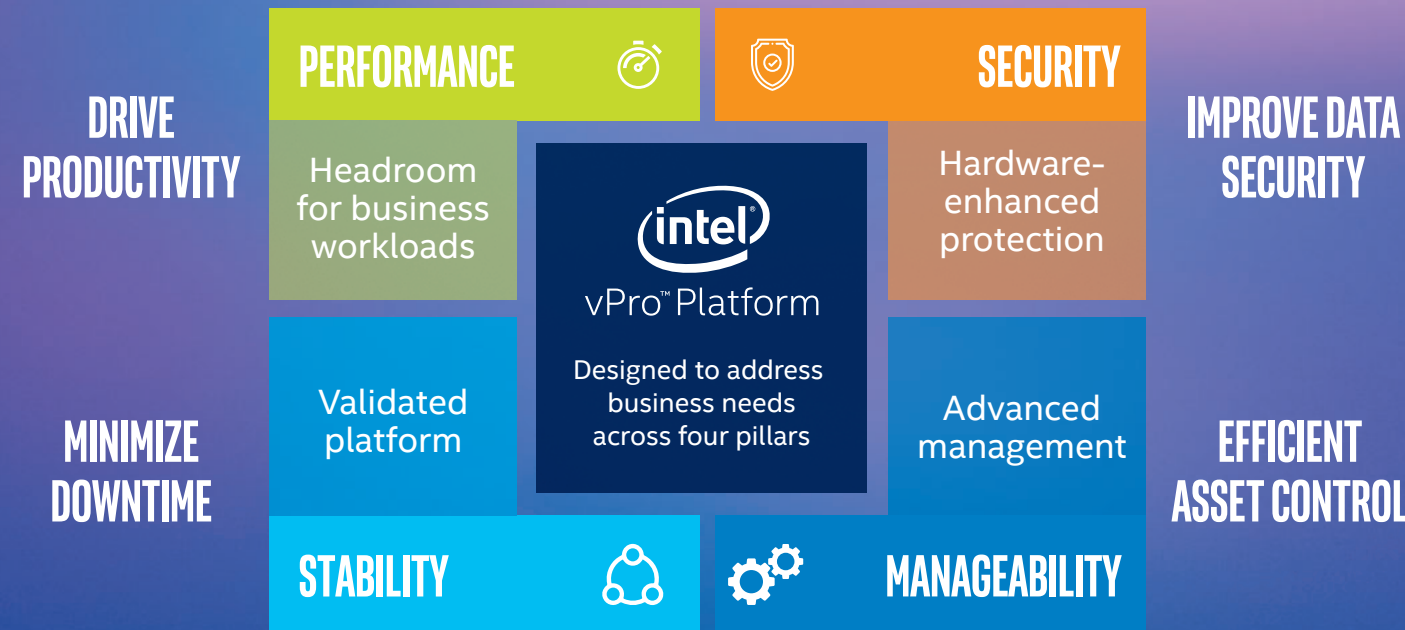 PERFORMANCE
SECURITY
DRIVE
PRODUCTIVITY
Headroom
for business
workloads
intel®
vPro™ Platform
Designed to address
business needs
across four pillars
Hardware-
enhanced
protection
IMPROVE DATA
SECURITY
MINIMIZE
DOWNTIME
Validated
platform
Advanced
management
EFFICIENT
ASSET CONTROL
STABILITY
MANAGEABILITY